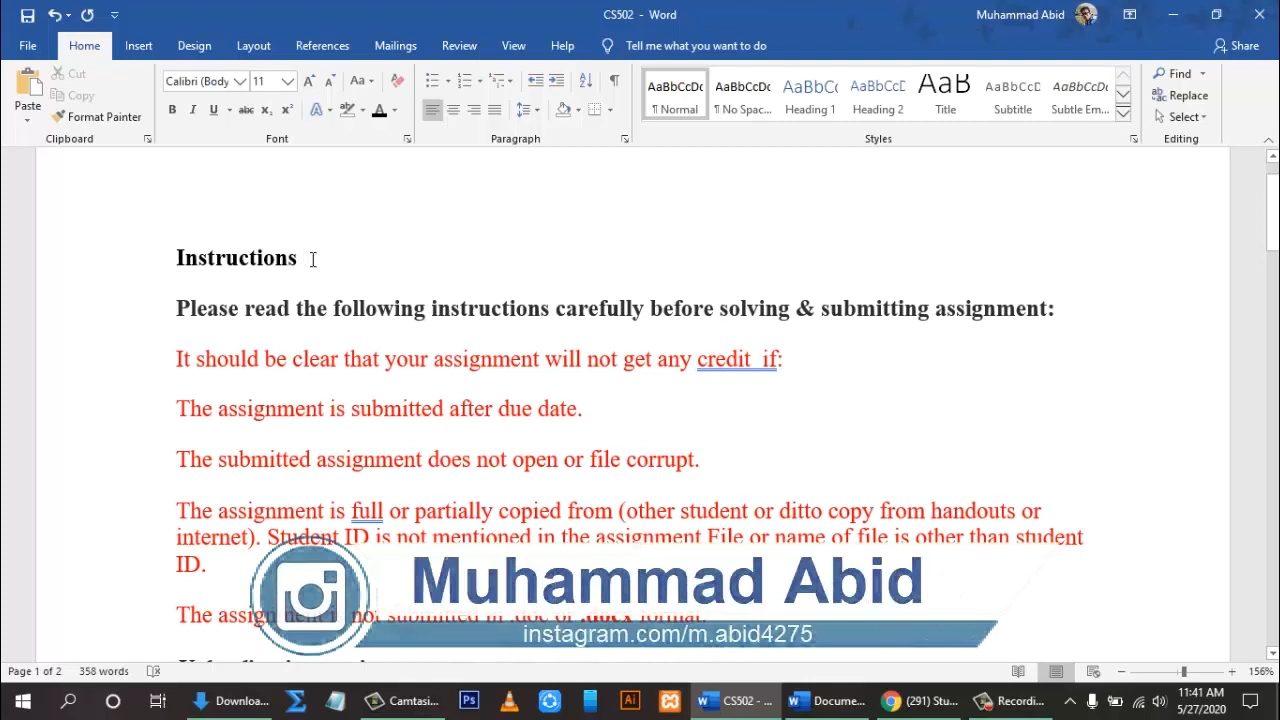 CS502 - Word
Muhammad Abid
File Home Insert Design Layout References Mailings Review View Help Tell me what you want to do Share
Paste
Cut
Copy
Format Painter
Clipboard
Calibri (Body 11
Font
Paragraph
AaBbCcDc AaBbCcDc AaBbCc AaBbCcD AaB AaBbCcD AaBbCcDc
¶ Normal ¶ No Spac... Heading 1 Heading 2 Title Subtitle Subtle Em...
Styles
Find
Replace
Select
Editing
Instructions
Please read the following instructions carefully before solving & submitting assignment:
It should be clear that your assignment will not get any credit if:
The assignment is submitted after due date.
The submitted assignment does not open or file corrupt.
The assignment is full or partially copied from (other student or ditto copy from handouts or
internet). Student ID is not mentioned in the assignment File or name of file is other than student
ID.
The assignment is not submitted in .doc or .docx format.
Muhammad Abid
instagram.com/m.abid4275
Page 1 of 2 358 words 156%
Downloa... Camtasi... CS502 - ... Docume... (291) Stu... Recordi...
11:41 AM
5/27/2020